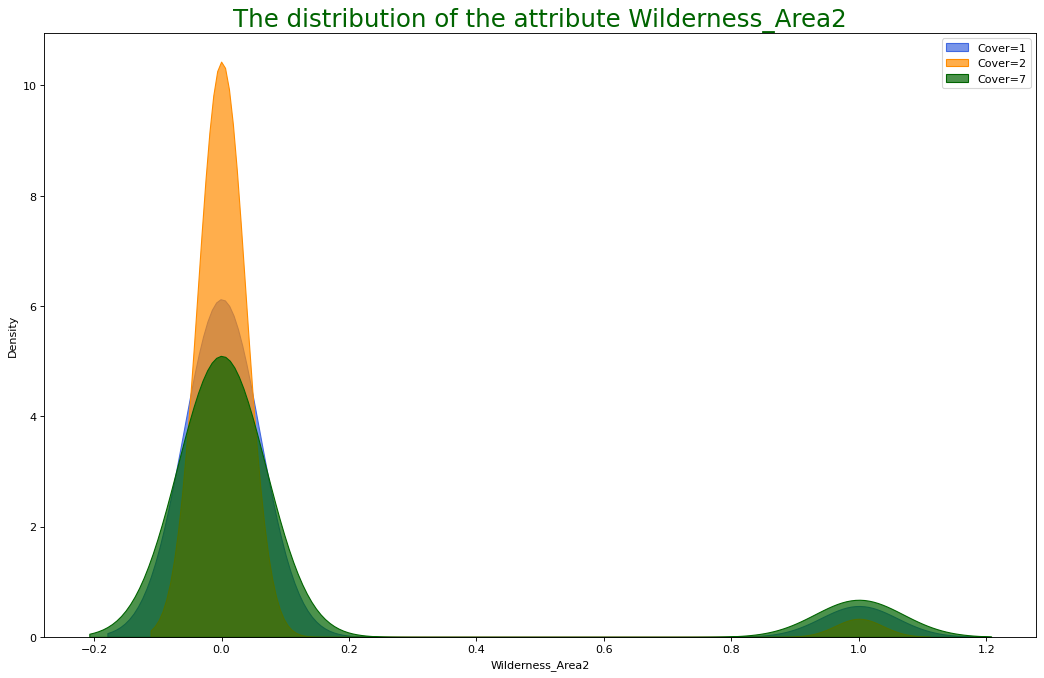 The distribution of the attribute Wilderness_Area2
Cover=1
Cover=2
Cover=7
Density
10
8
6
4
2
0
−0.2
0.0
0.2
0.4
0.6
0.8
1.0
1.2
Wilderness_Area2